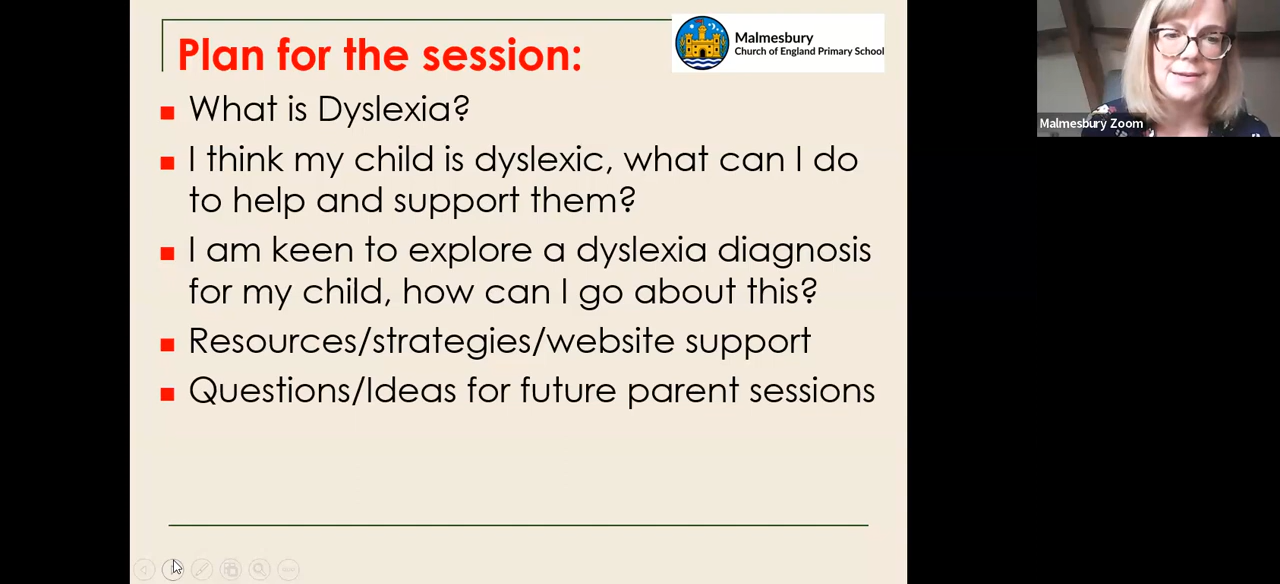 Plan for the session:
Malmesbury
Church of England Primary School
What is Dyslexia?
I think my child is dyslexic, what can I do
to help and support them?
I am keen to explore a dyslexia diagnosis
for my child, how can I go about this?
Resources/strategies/website support
Questions/Ideas for future parent sessions
Malmesbury Zoom